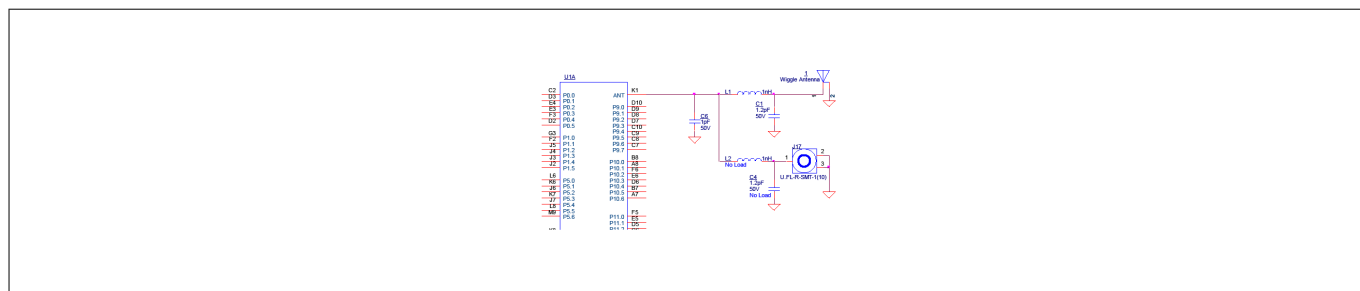 U1A
C2 P0.0
D3 P0.1
E4 P0.2
E3 P0.3
F3 P0.4
D2 P0.5
G3 P1.0
F2 P1.1
J5 P1.2
J4 P1.3
J3 P1.4
J2 P1.5
L6 P5.0
K6 P5.1
J6 P5.2
K7 P5.3
J7 P5.4
L8 P5.5
M9 P5.6
ANT K1
P9.0 D10
P9.1 D9
P9.2 D8
P9.3 D7
P9.4 C10
P9.5 C9
P9.6 C8
P9.7 C7
P10.0 B8
P10.1 A8
P10.2 F6
P10.3 E6
P10.4 D6
P10.5 B7
P10.6 A7
P11.0 F5
P11.1 E5
P11.2 D5
C6
1pF
50V
L1 1nH
C1
1.2pF
50V
1
Wiggle Antenna
1
2
L2 1nH
No Load
C4
1.2pF
50V
No Load
J17
1
2
3
U.FL-R-SMT-1(10)